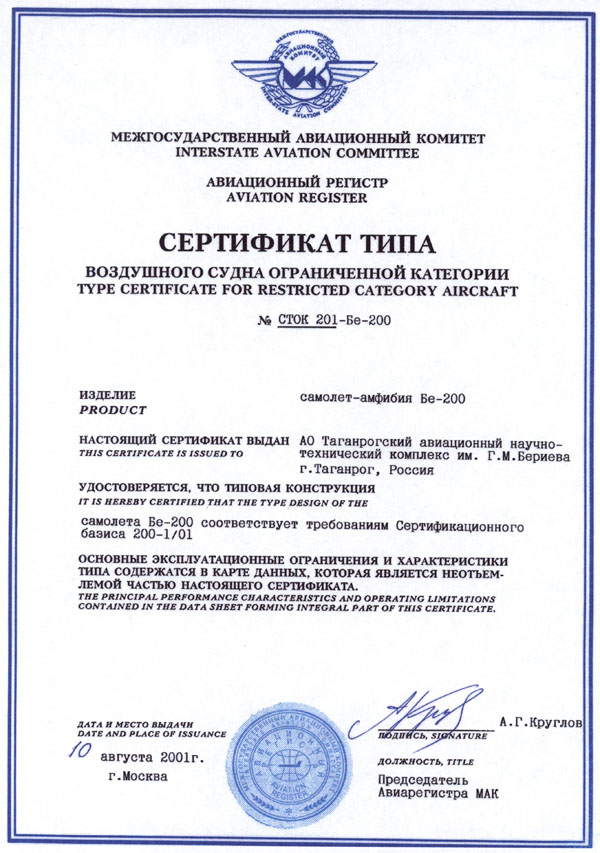 МЕЖГОСУДАРСТВЕННЫЙ
АВИАЦИОННЫЙ
КОМИТЕТ
МАК
INTERSTATE AVIATION COMMITTEE
МЕЖГОСУДАРСТВЕННЫЙ АВИАЦИОННЫЙ КОМИТЕТ
INTERSTATE AVIATION COMMITTEE
АВИАЦИОННЫЙ РЕГИСТР
AVIATION REGISTER
СЕРТИФИКАТ ТИПА
ВОЗДУШНОГО СУДНА ОГРАНИЧЕННОЙ КАТЕГОРИИ
TYPE CERTIFICATE FOR RESTRICTED CATEGORY AIRCRAFT
№ СТОК 201-Бе-200
ИЗДЕЛИЕ самолет-амфибия Бе-200
PRODUCT
НАСТОЯЩИЙ СЕРТИФИКАТ ВЫДАН АО Таганрогский авиационный научно-
THIS CERTIFICATE IS ISSUED TO технический комплекс им. Г.М.Бериева
г.Таганрог, Россия
УДОСТОВЕРЯЕТСЯ, ЧТО ТИПОВАЯ КОНСТРУКЦИЯ
IT IS HEREBY CERTIFIED THAT THE TYPE DESIGN OF THE
самолета Бе-200 соответствует требованиям Сертификационного
базиса 200-1/01
ОСНОВНЫЕ ЭКСПЛУАТАЦИОННЫЕ ОГРАНИЧЕНИЯ И ХАРАКТЕРИСТИКИ
ТИПА СОДЕРЖАТСЯ В КАРТЕ ДАННЫХ, КОТОРАЯ ЯВЛЯЕТСЯ НЕОТЪЕМ-
ЛЕМОЙ ЧАСТЬЮ НАСТОЯЩЕГО СЕРТИФИКАТА.
THE PRINCIPAL PERFORMANCE CHARACTERISTICS AND OPERATING LIMITATIONS
CONTAINED IN THE DATA SHEET FORMING INTEGRAL PART OF THIS CERTIFICATE.
ДАТА И МЕСТО ВЫДАЧИ
DATE AND PLACE OF ISSUANCE
10 августа 2001г.
г.Москва
АВИАЦИОННЫЙ РЕГИСТР
AVIATION
REGISTER
А.Г.Круглов
ПОДПИСЬ, SIGNATURE
ДОЛЖНОСТЬ, TITLE
Председатель
Авиарегистра МАК